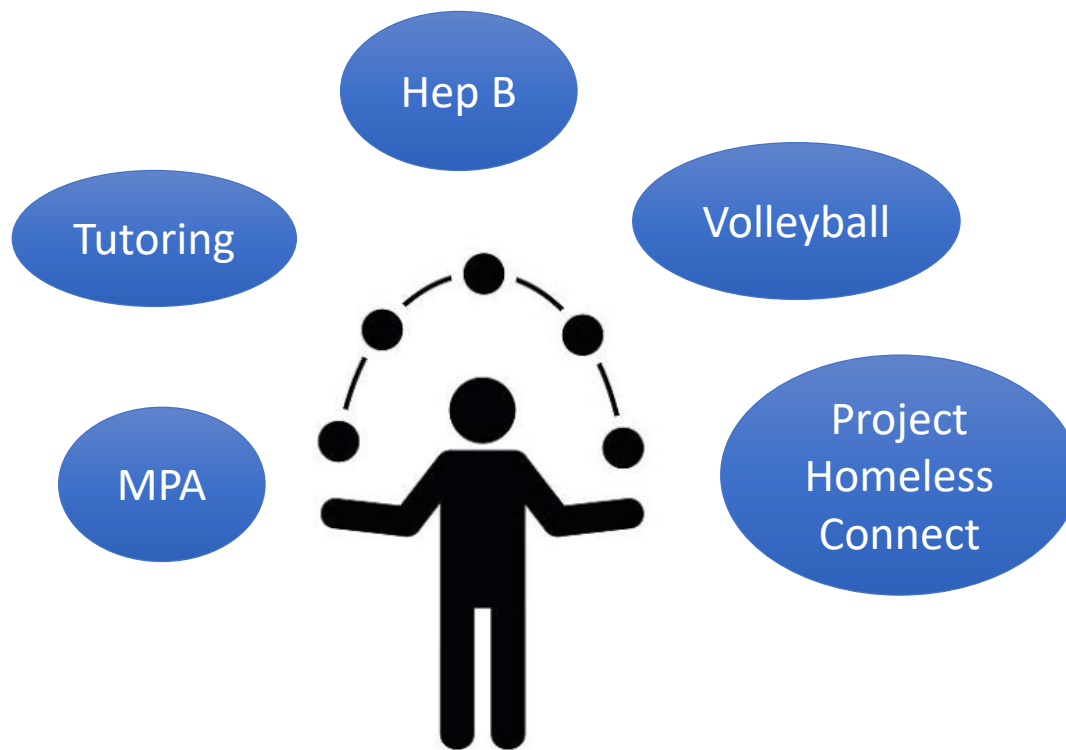 Hep B
Tutoring
Volleyball
MPA
Project
Homeless
Connect